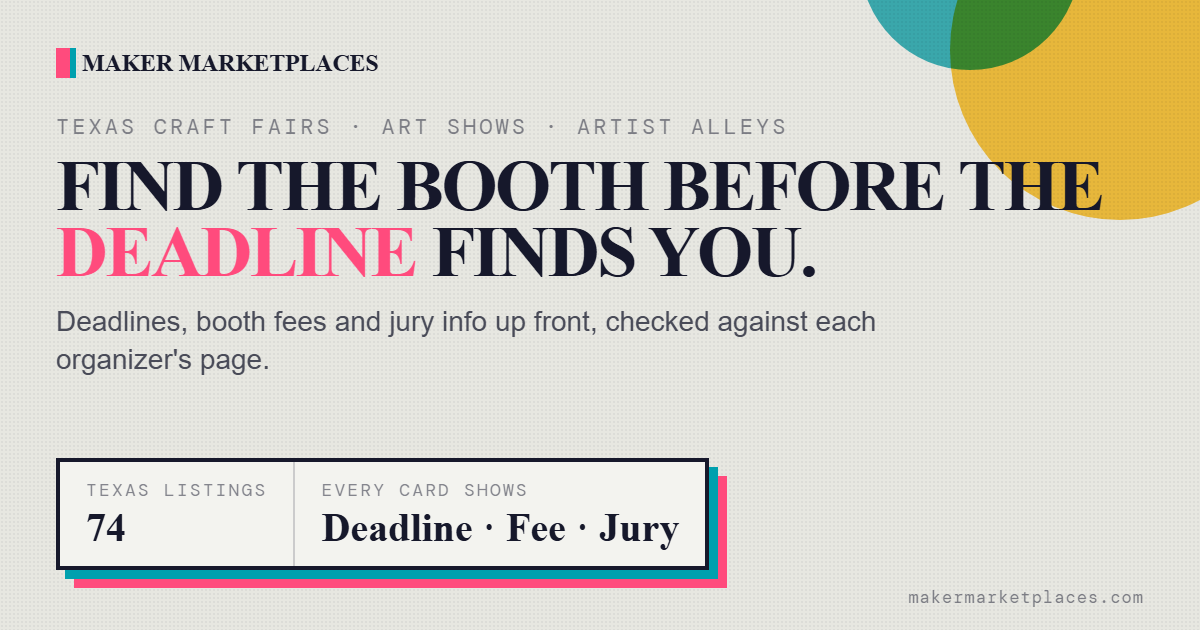 MAKER MARKETPLACES
TEXAS CRAFT FAIRS · ART SHOWS · ARTIST ALLEYS
FIND THE BOOTH BEFORE THE
DEADLINE FINDS YOU.
Deadlines, booth fees and jury info up front, checked against each
organizer's page.
TEXAS LISTINGS
74
EVERY CARD SHOWS
Deadline · Fee · Jury
makermarketplaces.com